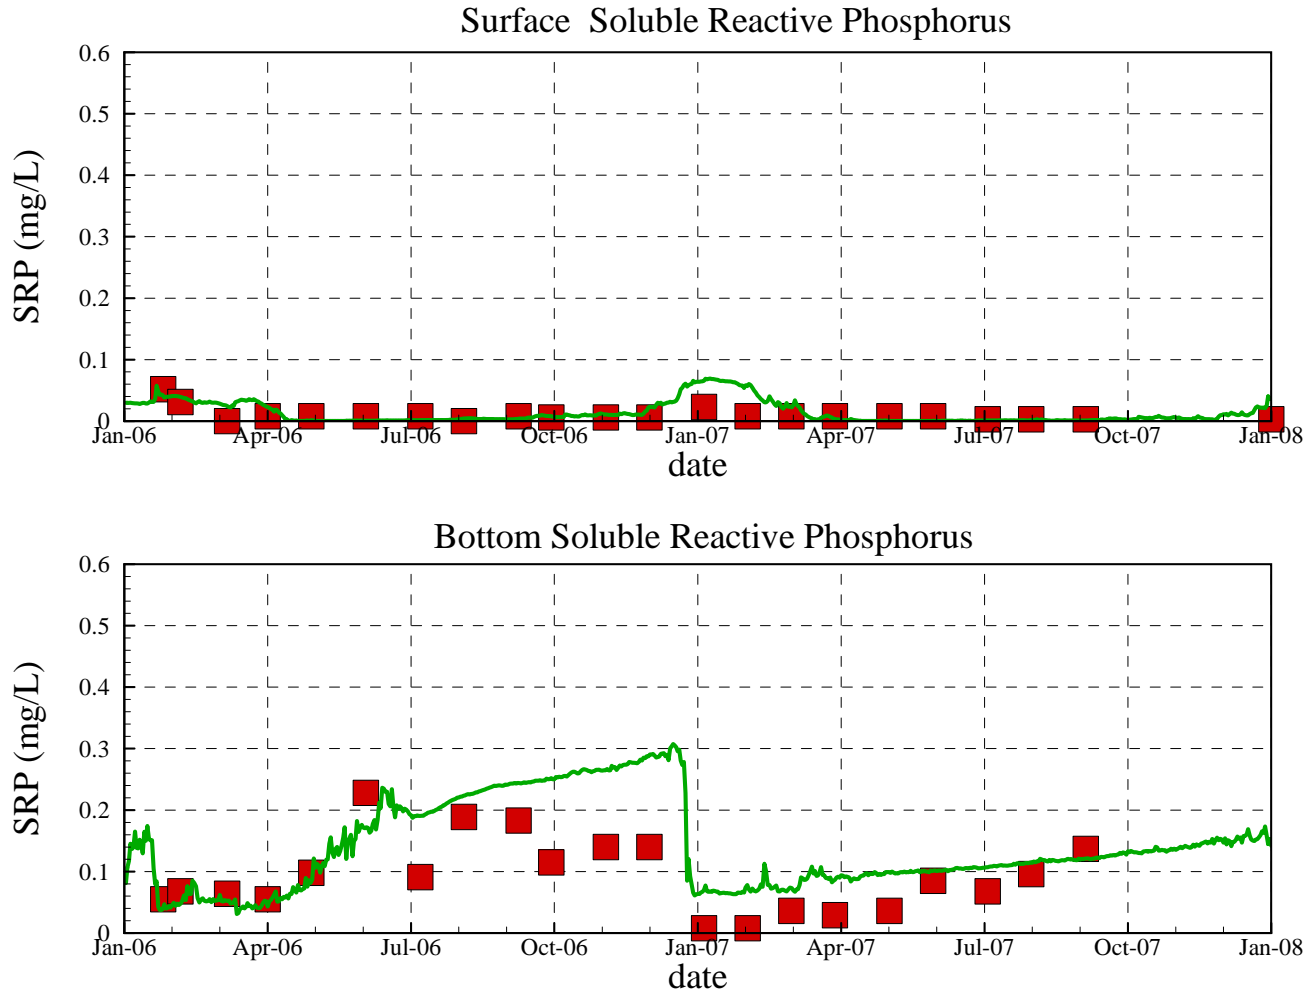 Surface  Soluble Reactive Phosphorus
SRP (mg/L)
0.6
0.5
0.4
0.3
0.2
0.1
0
Jan-06 Apr-06 Jul-06 Oct-06 Jan-07 Apr-07 Jul-07 Oct-07 Jan-08
date
Bottom Soluble Reactive Phosphorus
SRP (mg/L)
0.6
0.5
0.4
0.3
0.2
0.1
0
Jan-06 Apr-06 Jul-06 Oct-06 Jan-07 Apr-07 Jul-07 Oct-07 Jan-08
date